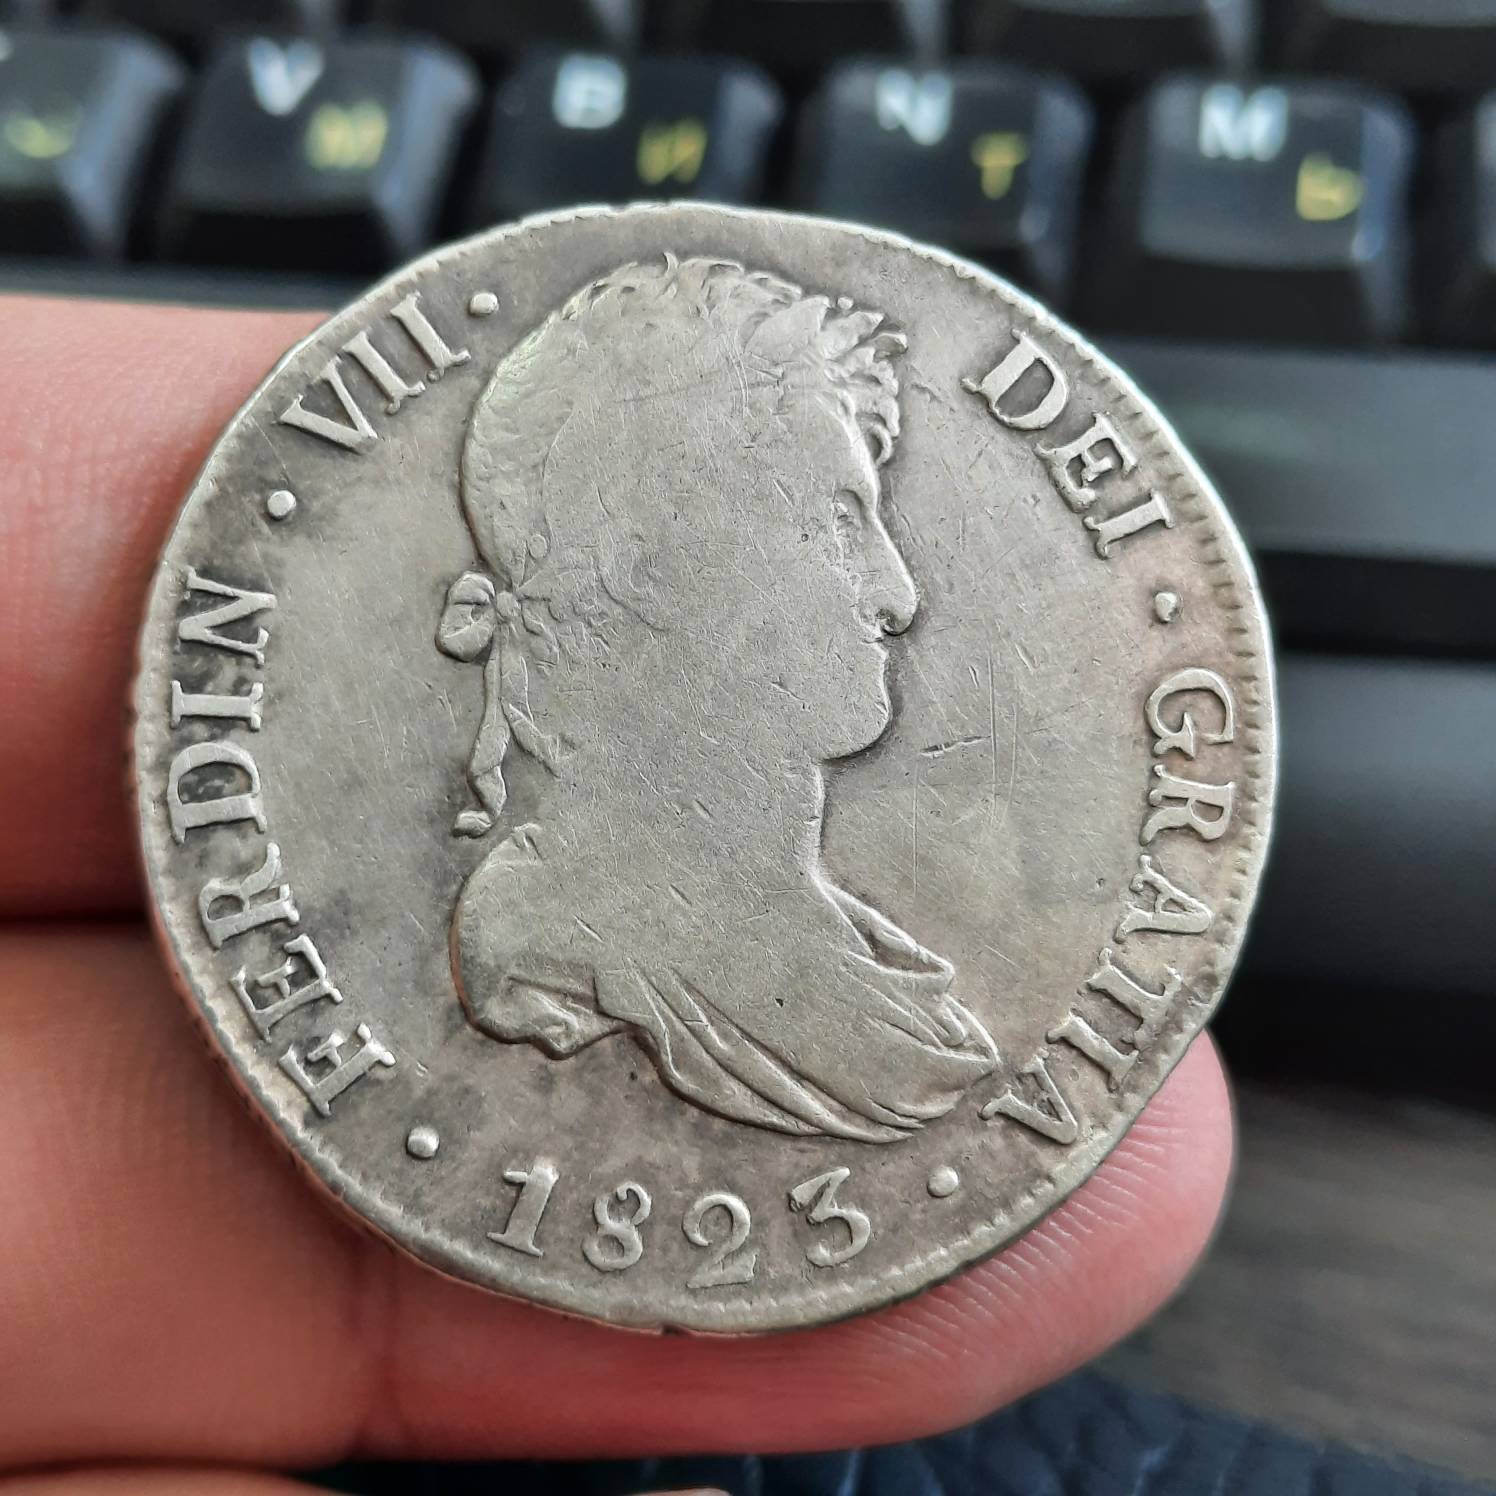 V М
B И
N Т
M Ь
FERDIN · VII · DEI · GRATIA
· 1823 ·